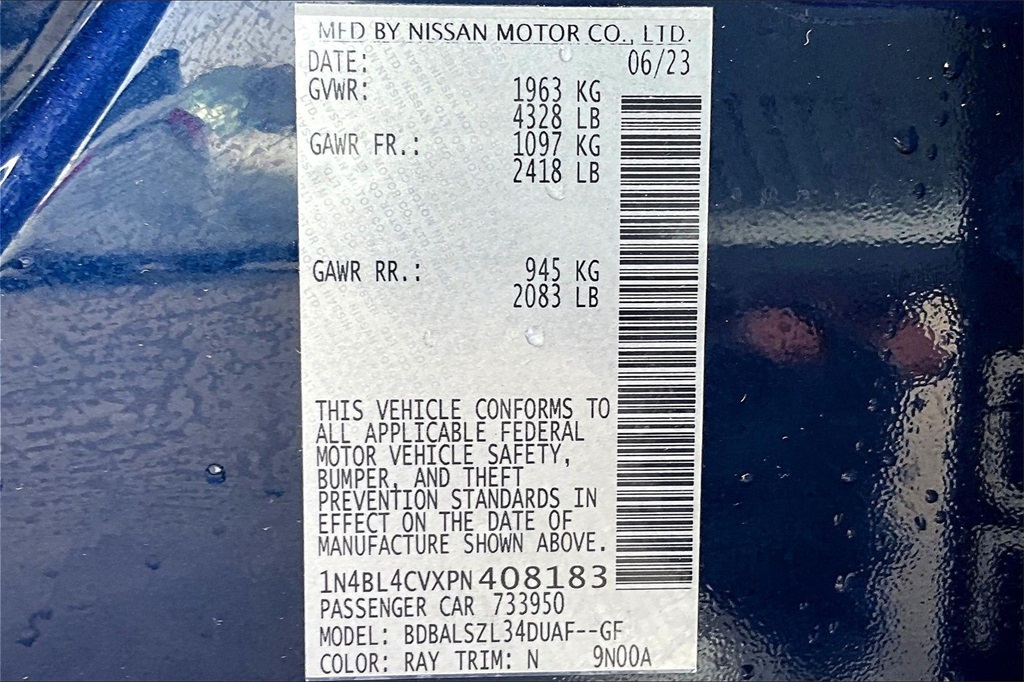 MFD BY NISSAN MOTOR CO., LTD.
DATE: 06/23
GVWR: 1963 KG
4328 LB
GAWR FR.: 1097 KG
2418 LB
GAWR RR.: 945 KG
2083 LB
THIS VEHICLE CONFORMS TO
ALL APPLICABLE FEDERAL
MOTOR VEHICLE SAFETY,
BUMPER, AND THEFT
PREVENTION STANDARDS IN
EFFECT ON THE DATE OF
MANUFACTURE SHOWN ABOVE.
1N4BL4CVXPN408183
PASSENGER CAR 733950
MODEL: BDBALSZL34DUAF--GF
COLOR: RAY TRIM: N 9N00A